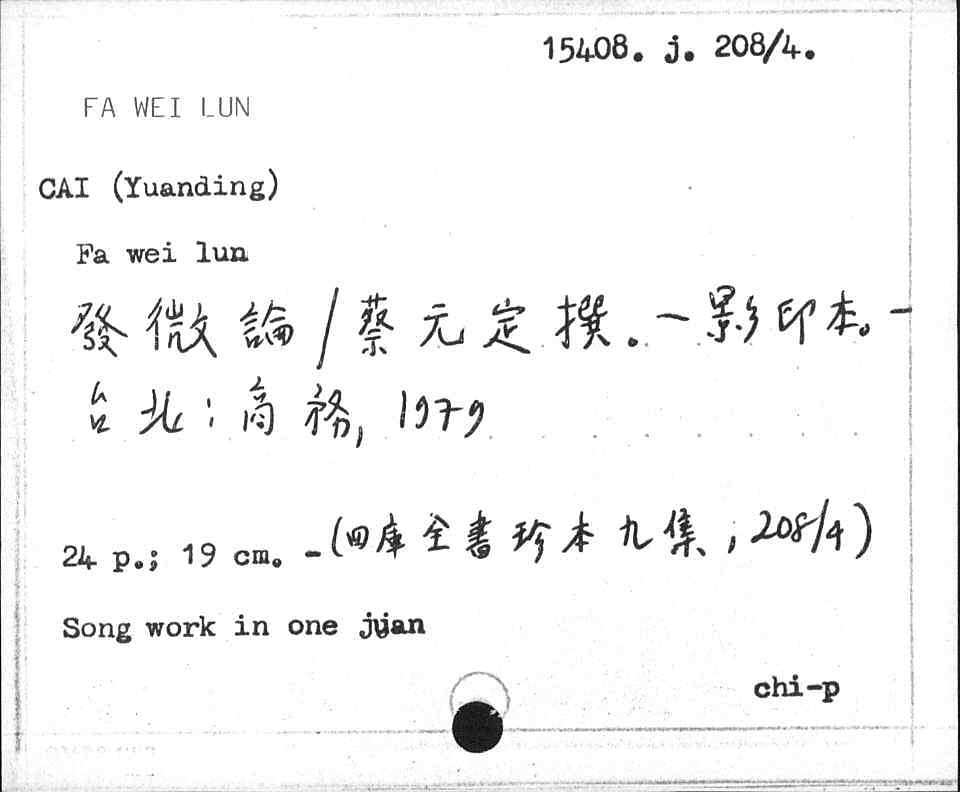 15408. j. 208/4.
FA WEI LUN
CAI (Yuanding)
Fa wei lun
發微論/蔡元定撰。－影印本。－
台北：商務, 1979
24 p.; 19 cm. -(四庫全書珍本九集；208/4)
Song work in one juan
chi-p